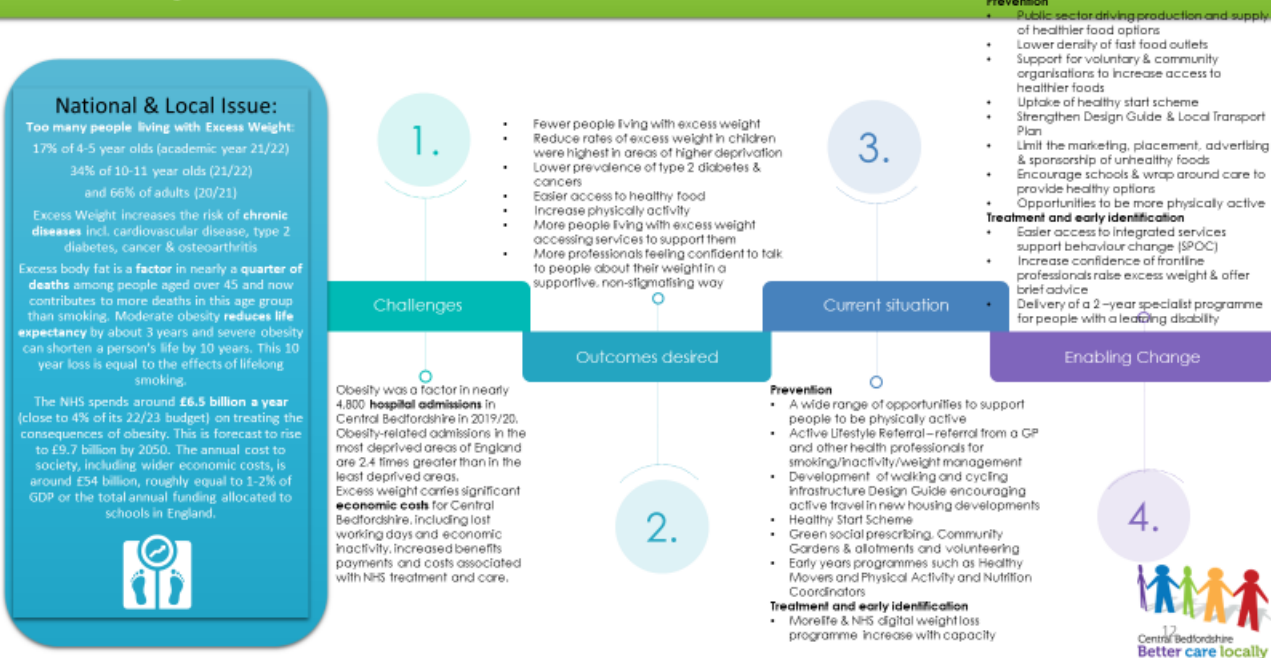 National & Local Issue:
Too many people living with Excess Weight:
17% of 4-5 year olds (academic year 21/22)
34% of 10-11 year olds (21/22)
and 66% of adults (20/21)
Excess Weight increases the risk of chronic
diseases incl. cardiovascular disease, type 2
diabetes, cancer & osteoarthritis
Excess body fat is a factor in nearly a quarter of
deaths among people aged over 45 and now
contributes to more deaths in this age group
than smoking. Moderate obesity reduces life
expectancy by about 3 years and severe obesity
can shorten a person's life by 10 years. This 10
year loss is equal to the effects of lifelong
smoking.
The NHS spends around £6.5 billion a year
(close to 4% of its 22/23 budget) on treating the
consequences of obesity. This is forecast to rise
to £9.7 billion by 2050. The annual cost to
society, including wider economic costs, is
around £54 billion, roughly equal to 1-2% of
GDP or the total annual funding allocated to
schools in England.
1.
Challenges
Obesity was a factor in nearly
4,800 hospital admissions in
Central Bedfordshire in 2019/20.
Obesity-related admissions in the
most deprived areas of England
are 2.4 times greater than in the
least deprived areas.
Excess weight carries significant
economic costs for Central
Bedfordshire, including lost
working days and economic
inactivity, increased benefits
payments and costs associated
with NHS treatment and care.
• Fewer people living with excess weight
• Reduce rates of excess weight in children
were highest in areas of higher deprivation
• Lower prevalence of type 2 diabetes &
cancers
• Easier access to healthy food
• Increase physically activity
• More people living with excess weight
accessing services to support them
• More professionals feeling confident to talk
to people about their weight in a
supportive, non-stigmatising way
Outcomes desired
2.
3.
Current situation
Prevention
• A wide range of opportunities to support
people to be physically active
• Active Lifestyle Referral – referral from a GP
and other health professionals for
smoking/inactivity/weight management
• Development of walking and cycling
infrastructure Design Guide encouraging
active travel in new housing developments
• Healthy Start Scheme
• Green social prescribing, Community
Gardens & allotments and volunteering
• Early years programmes such as Healthy
Movers and Physical Activity and Nutrition
Coordinators
Treatment and early identification
• Morelife & NHS digital weight loss
programme increase with capacity
Prevention
• Public sector driving production and supply
of healthier food options
• Lower density of fast food outlets
• Support for voluntary & community
organisations to increase access to
healthier foods
• Uptake of healthy start scheme
• Strengthen Design Guide & Local Transport
Plan
• Limit the marketing, placement, advertising
& sponsorship of unhealthy foods
• Encourage schools & wrap around care to
provide healthy options
• Opportunities to be more physically active
Treatment and early identification
• Easier access to integrated services
support behaviour change (SPOC)
• Increase confidence of frontline
professionals raise excess weight & offer
brief advice
• Delivery of a 2 –year specialist programme
for people with a learning disability
Enabling Change
4.
12
Central Bedfordshire
Better care locally